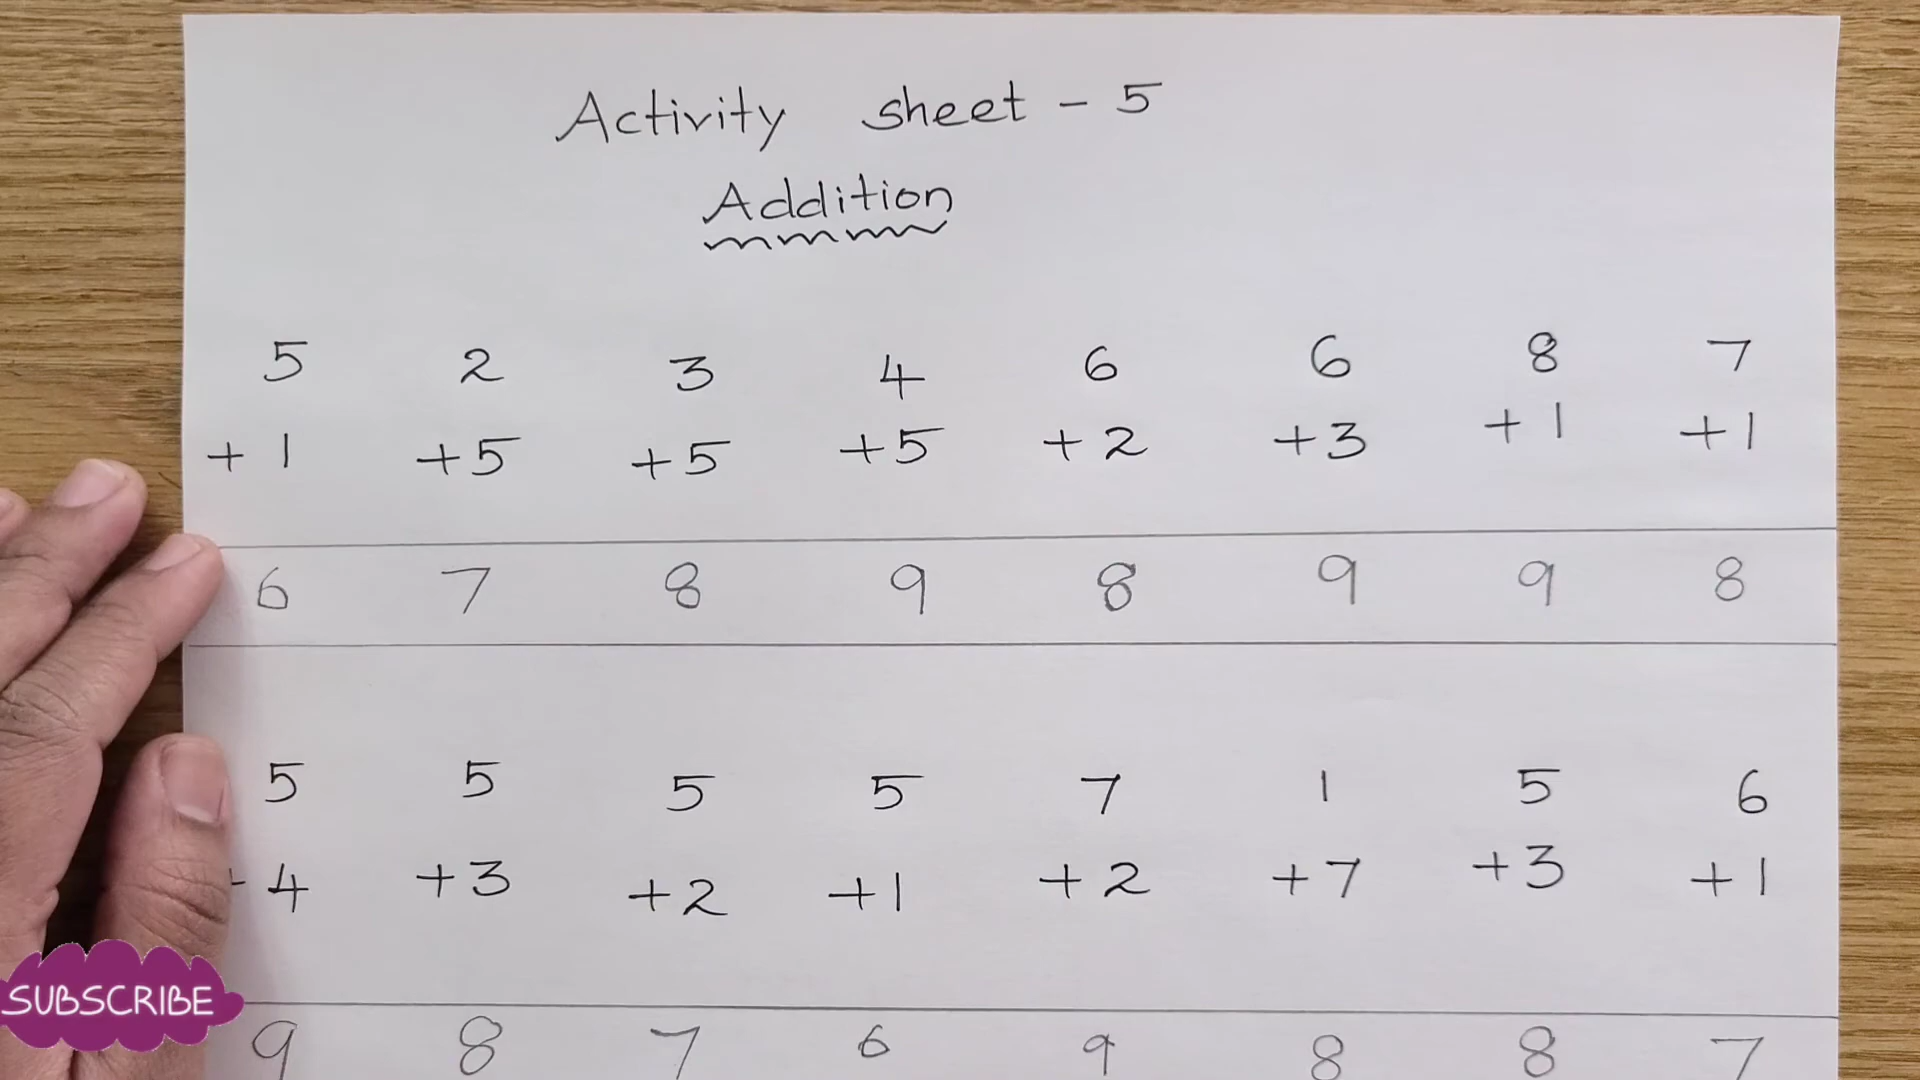 Activity sheet - 5
Addition
5 2 3 4 6 6 8 7
+ 1 +5 +5 +5 +2 +3 +1 +1
6 7 8 9 8 9 9 8
5 5 5 5 7 1 5 6
- 4 +3 +2 +1 +2 +7 +3 +1
9 8 7 6 9 8 8 7
SUBSCRIBE